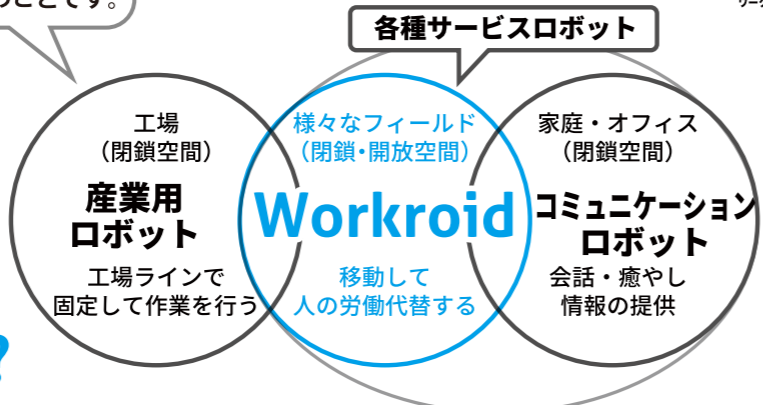 のことです。
各種サービスロボット
工場
（閉鎖空間）
産業用
ロボット
工場ラインで
固定して作業を行う
様々なフィールド
（閉鎖・開放空間）
Workroid
移動して
人の労働代替する
家庭・オフィス
（閉鎖空間）
コミュニケーション
ロボット
会話・癒やし
情報の提供